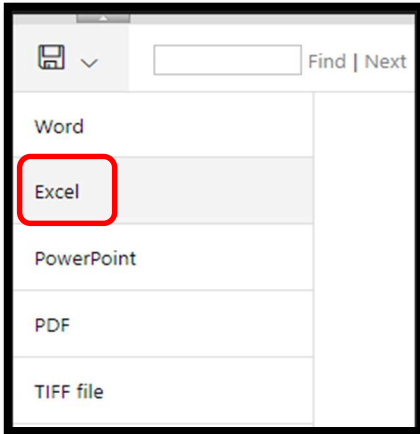 Find | Next
Word
Excel
PowerPoint
PDF
TIFF file